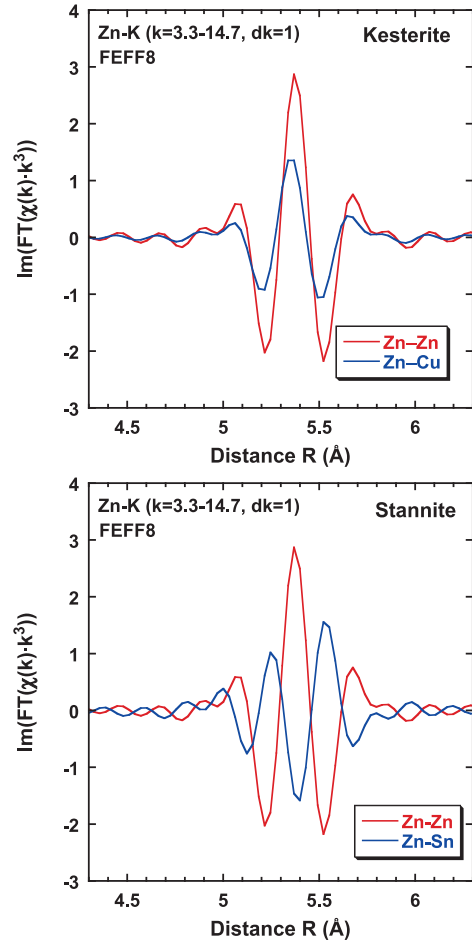 Zn-K (k=3.3-14.7, dk=1)
Kesterite
FEFF8
4
3
2
1
0
-1
-2
-3
Im(FT(χ(k)·k³))
Zn–Zn
Zn–Cu
4.5
5
5.5
6
Distance R (Å)
Zn-K (k=3.3-14.7, dk=1)
Stannite
FEFF8
4
3
2
1
0
-1
-2
-3
Im(FT(χ(k)·k³))
Zn-Zn
Zn-Sn
4.5
5
5.5
6
Distance R (Å)